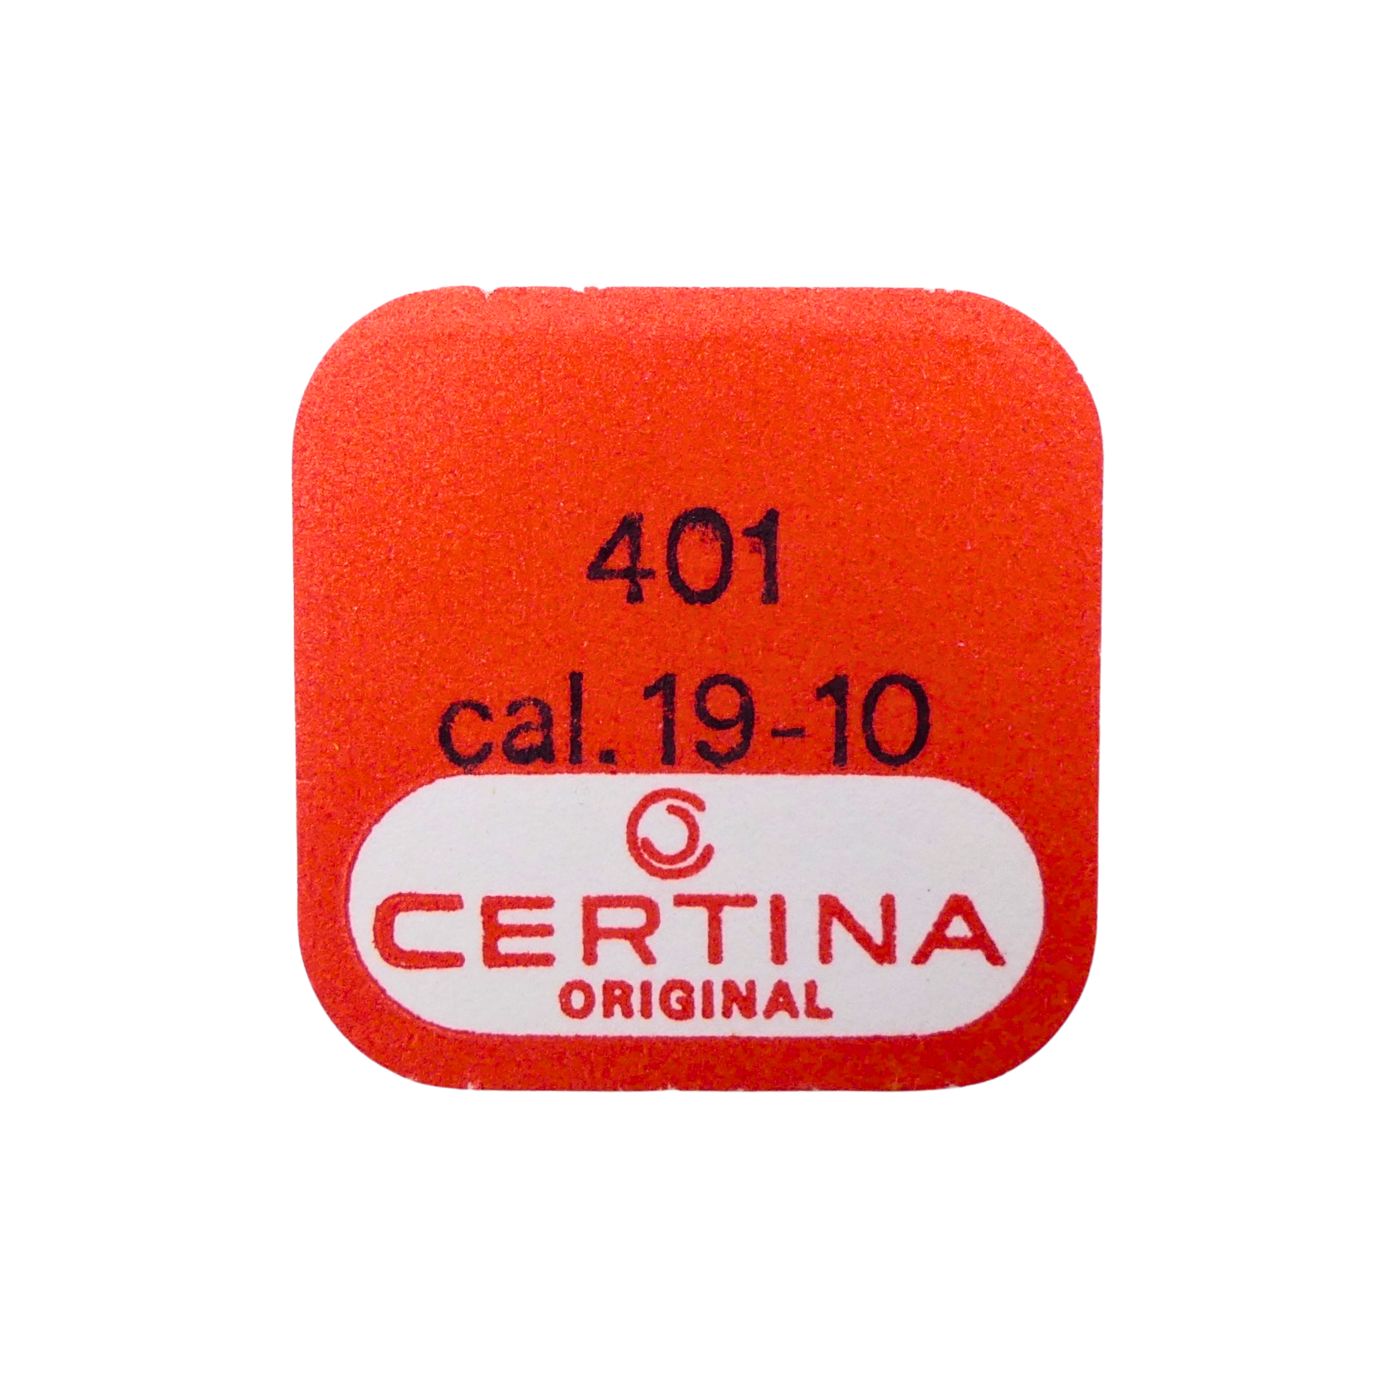 401
cal. 19-10
CERTINA
ORIGINAL